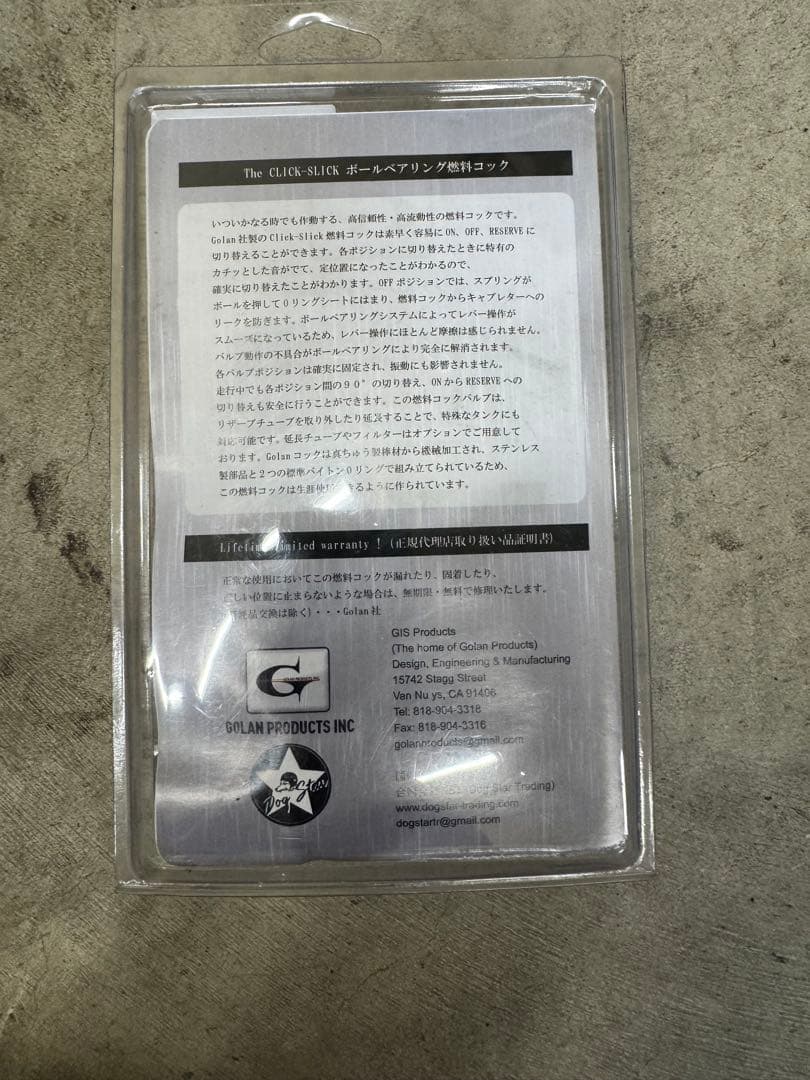 The CLICK-SLICK ボールベアリング燃料コック
いついかなる時でも作動する、高信頼性・高流動性の燃料コックです。
Golan社製のClick-Slick燃料コックは素早く容易にON、OFF、RESERVEに
切り替えることができます。各ポジションに切り替えたときに特有の
カチッとした音がでて、定位置になったことがわかるので、
確実に切り替えたことがわかります。OFFポジションでは、スプリングが
ボールを押してOリングシートにはまり、燃料コックからキャブレターへの
リークを防ぎます。ボールベアリングシステムによってレバー操作が
スムーズになっているため、レバー操作にほとんど摩擦は感じられません。
バルブ動作の不具合がボールベアリングにより完全に解消されます。
各バルブポジションは確実に固定され、振動にも影響されません。
走行中でも各ポジション間の90°の切り替え、ONからRESERVEへの
切り替えも安全に行うことができます。この燃料コックバルブは、
リザーブチューブを取り外したり延長することで、特殊なタンクにも
対応可能です。延長チューブやフィルターはオプションでご用意して
おります。Golanコックは真ちゅう製棒材から機械加工され、ステンレス
製部品と2つの標準バイトンOリングで組み立てられているため、
この燃料コックは生涯使用できるように作られています。
Lifetime limited warranty ! (正規代理店取り扱い品証明書)
正常な使用においてこの燃料コックが漏れたり、固着したり、
正しい位置に止まらないような場合は、無期限・無料で修理いたします。
品交換は除く)・・・Golan社
GIS Products
(The home of Golan Products)
Design, Engineering & Manufacturing
15742 Stagg Street
Van Nu ys, CA 91406
Tel: 818-904-3318
Fax: 818-904-3316
golanproducts@gmail.com
G
GOLAN PRODUCTS INC
Dog Star
Dog Star Trading)
www.dogstar-trading.com
dogstartr@gmail.com